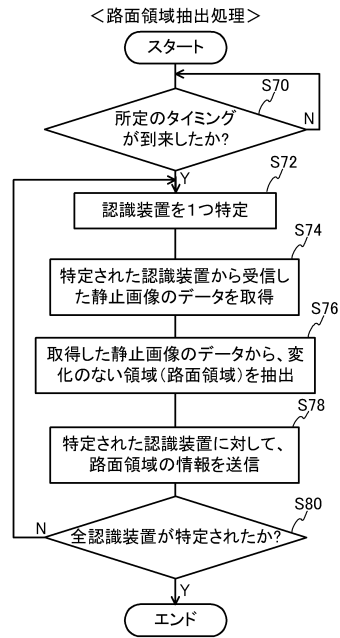 ＜路面領域抽出処理＞
スタート
S70
所定のタイミング
が到来したか?
N
Y
S72
認識装置を1つ特定
S74
特定された認識装置から受信し
た静止画像のデータを取得
S76
取得した静止画像のデータから、変
化のない領域(路面領域)を抽出
S78
特定された認識装置に対して、
路面領域の情報を送信
S80
全認識装置が特定されたか?
N
Y
エンド